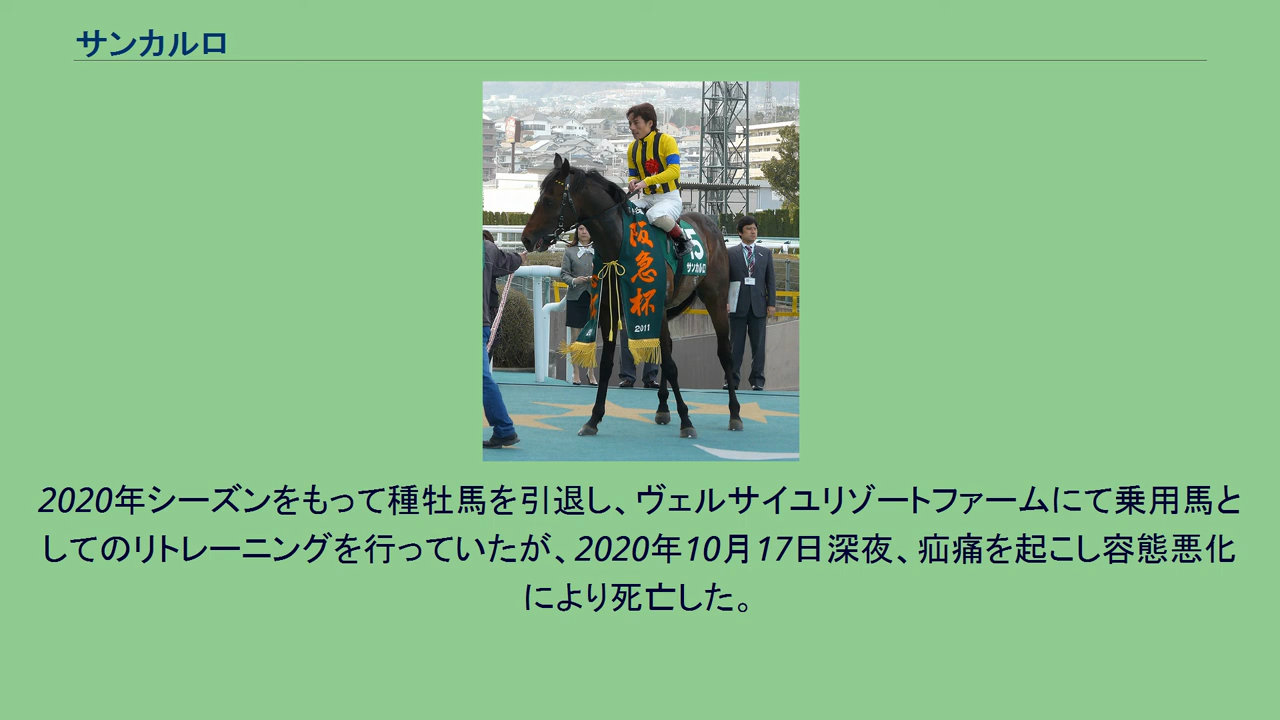 サンカルロ
阪急杯
2011
15
サンカルロ
2020年シーズンをもって種牡馬を引退し、ヴェルサイユリゾートファームにて乗用馬と
してのリトレーニングを行っていたが、2020年10月17日深夜、疝痛を起こし容態悪化
により死亡した。